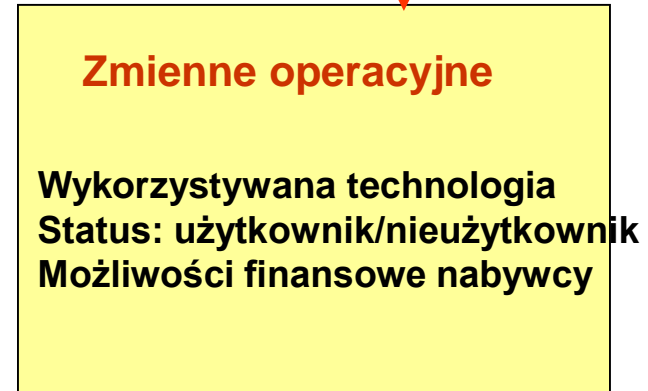 Zmienne operacyjne
Wykorzystywana technologia
Status: użytkownik/nieużytkownik
Możliwości finansowe nabywcy